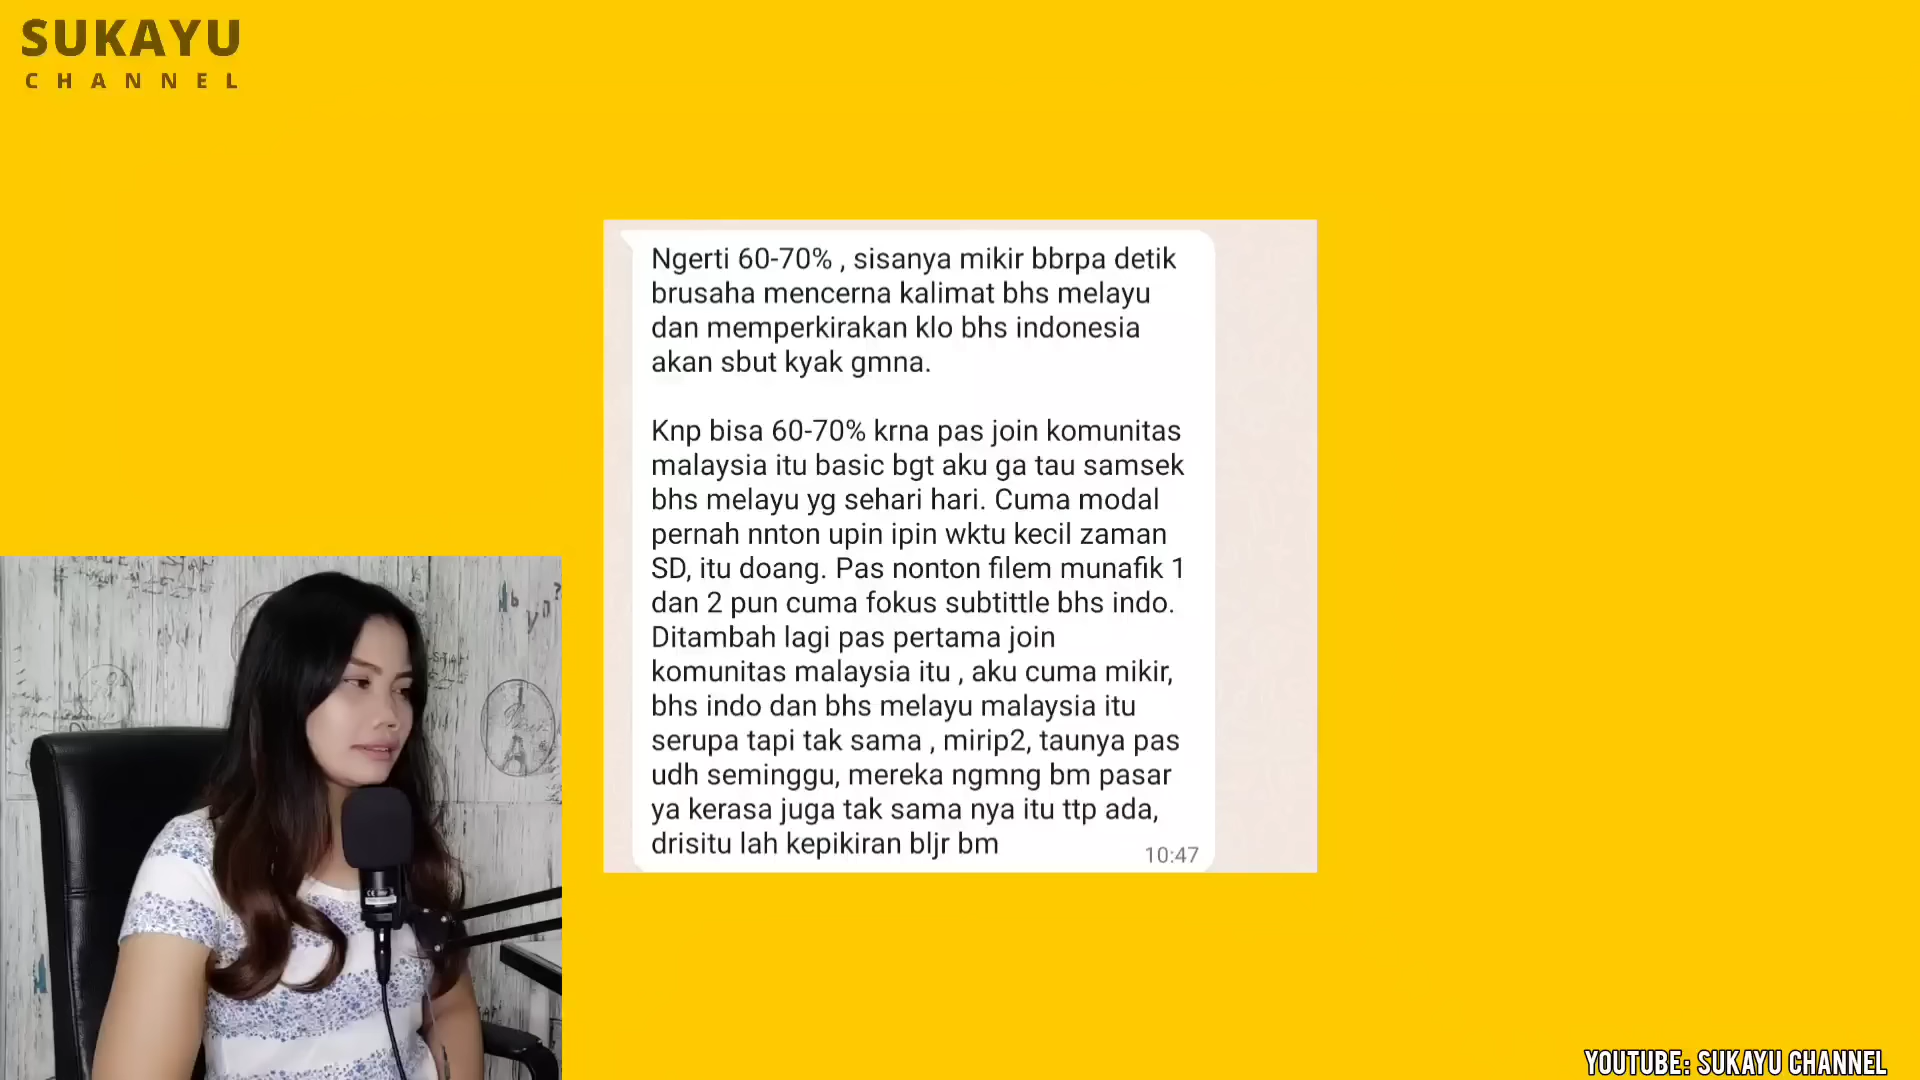 SUKAYU
CHANNEL
Ngerti 60-70% , sisanya mikir bbrpa detik
brusaha mencerna kalimat bhs melayu
dan memperkirakan klo bhs indonesia
akan sbut kyak gmna.
Knp bisa 60-70% krna pas join komunitas
malaysia itu basic bgt aku ga tau samsek
bhs melayu yg sehari hari. Cuma modal
pernah nnton upin ipin wktu kecil zaman
SD, itu doang. Pas nonton filem munafik 1
dan 2 pun cuma fokus subtittle bhs indo.
Ditambah lagi pas pertama join
komunitas malaysia itu , aku cuma mikir,
bhs indo dan bhs melayu malaysia itu
serupa tapi tak sama , mirip2, taunya pas
udh seminggu, mereka ngmng bm pasar
ya kerasa juga tak sama nya itu ttp ada,
drisitu lah kepikiran bljr bm
10:47
YOUTUBE: SUKAYU CHANNEL